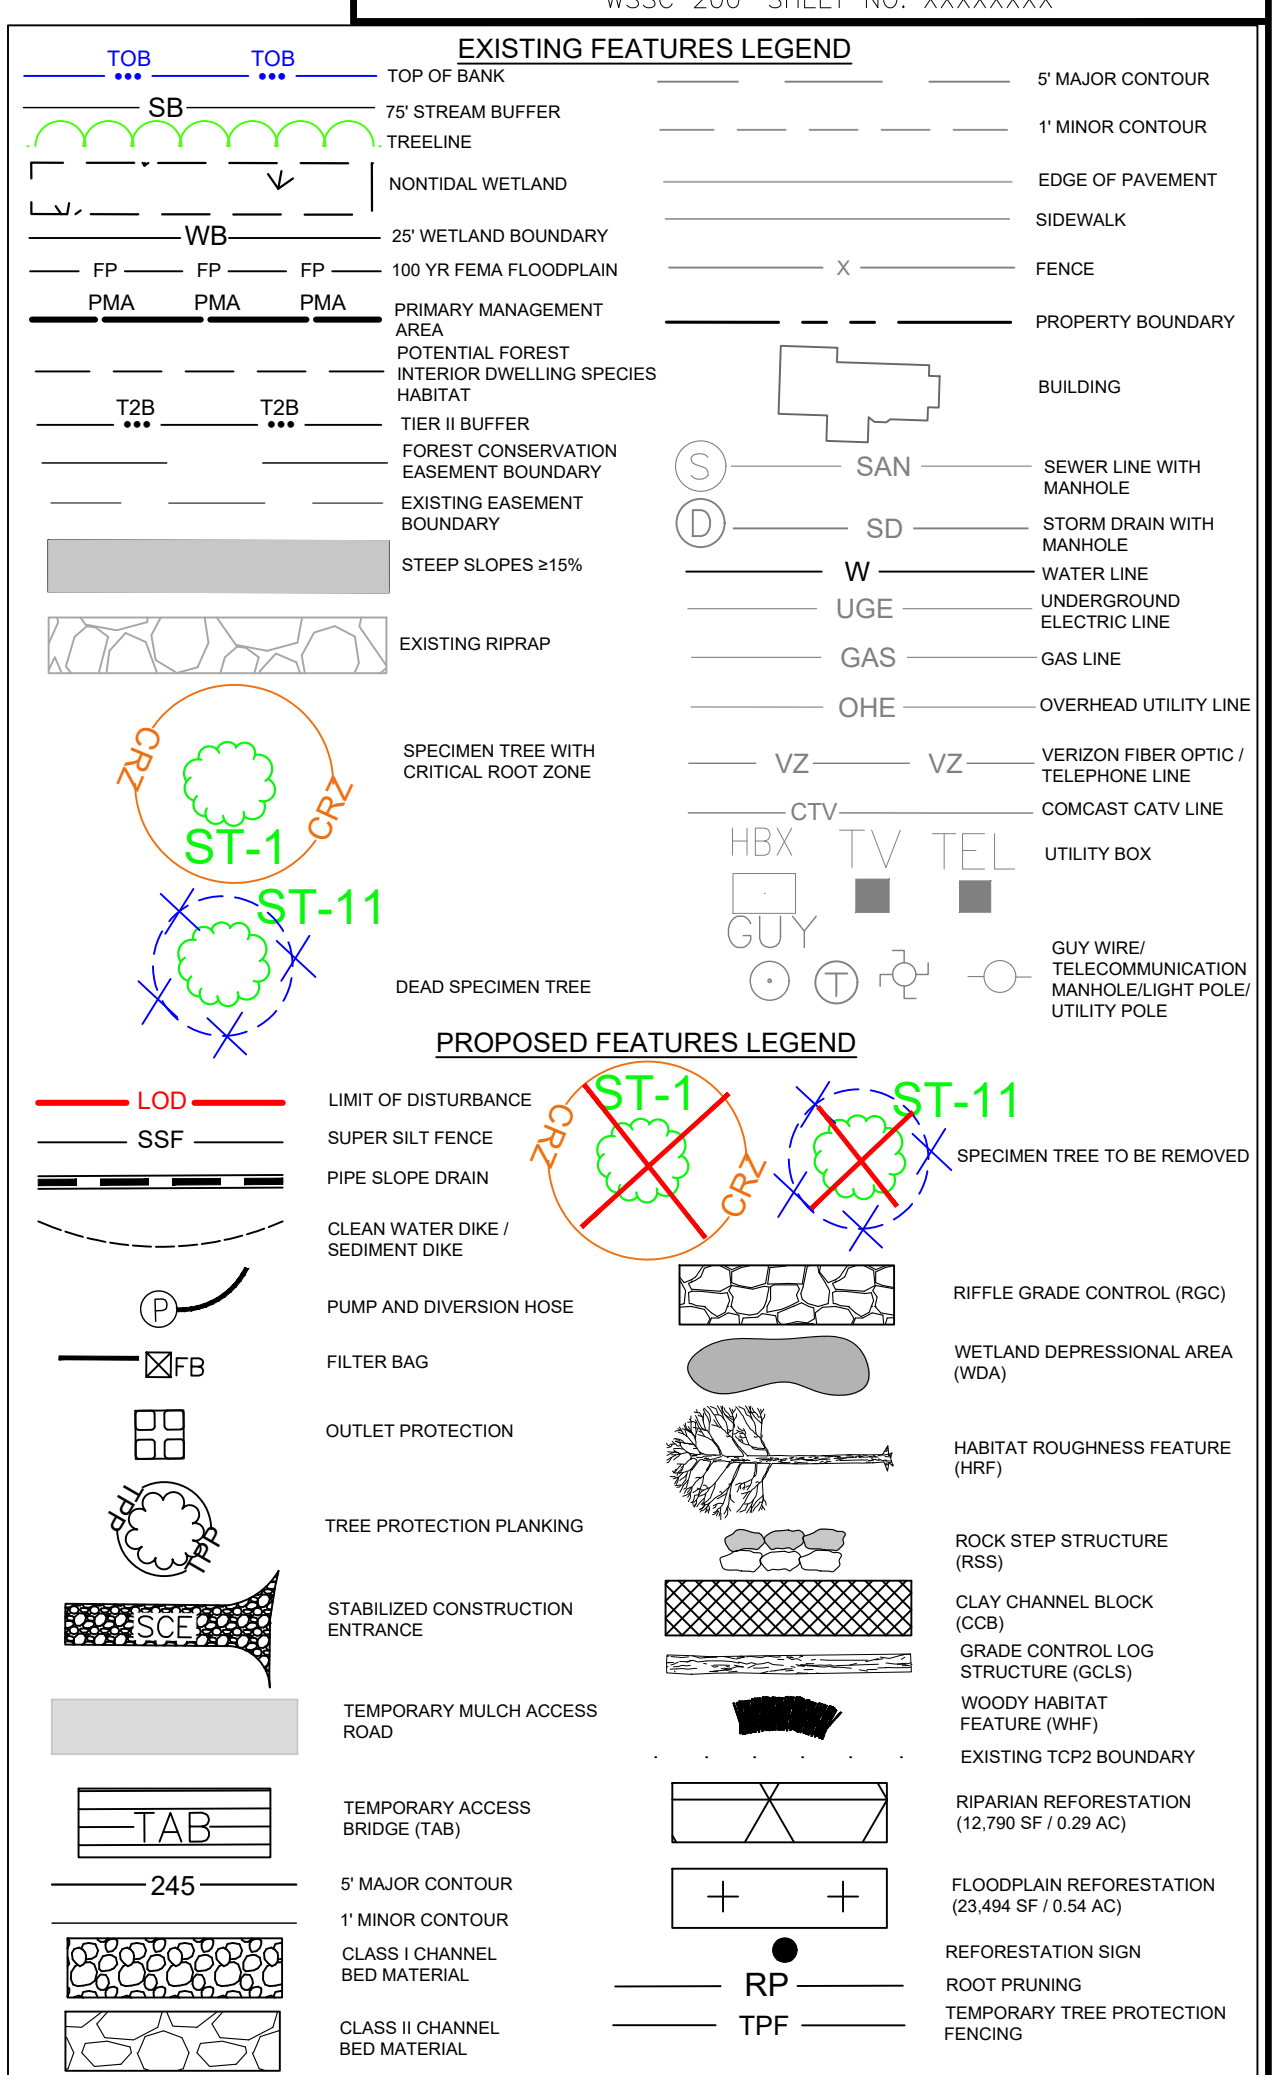 WSSC 200' SHEET NO. XXXXXXXX
EXISTING FEATURES LEGEND
TOB TOB
TOP OF BANK
SB
75' STREAM BUFFER
TREELINE
NONTIDAL WETLAND
WB
25' WETLAND BOUNDARY
FP FP FP
100 YR FEMA FLOODPLAIN
PMA PMA PMA
PRIMARY MANAGEMENT
AREA
POTENTIAL FOREST
INTERIOR DWELLING SPECIES
HABITAT
T2B T2B
TIER II BUFFER
FOREST CONSERVATION
EASEMENT BOUNDARY
EXISTING EASEMENT
BOUNDARY
STEEP SLOPES ≥15%
EXISTING RIPRAP
CRZ
CRZ
ST-1
SPECIMEN TREE WITH
CRITICAL ROOT ZONE
ST-11
DEAD SPECIMEN TREE
5' MAJOR CONTOUR
1' MINOR CONTOUR
EDGE OF PAVEMENT
SIDEWALK
X
FENCE
PROPERTY BOUNDARY
BUILDING
S SAN
SEWER LINE WITH
MANHOLE
D SD
STORM DRAIN WITH
MANHOLE
W
WATER LINE
UGE
UNDERGROUND
ELECTRIC LINE
GAS
GAS LINE
OHE
OVERHEAD UTILITY LINE
VZ VZ
VERIZON FIBER OPTIC /
TELEPHONE LINE
CTV
COMCAST CATV LINE
HBX TV TEL
UTILITY BOX
GUY
T
GUY WIRE/
TELECOMMUNICATION
MANHOLE/LIGHT POLE/
UTILITY POLE
PROPOSED FEATURES LEGEND
LOD
LIMIT OF DISTURBANCE
SSF
SUPER SILT FENCE
PIPE SLOPE DRAIN
CLEAN WATER DIKE /
SEDIMENT DIKE
P
PUMP AND DIVERSION HOSE
FB
FILTER BAG
OUTLET PROTECTION
TPP
TPP
TREE PROTECTION PLANKING
SCE
STABILIZED CONSTRUCTION
ENTRANCE
TEMPORARY MULCH ACCESS
ROAD
TAB
TEMPORARY ACCESS
BRIDGE (TAB)
245
5' MAJOR CONTOUR
1' MINOR CONTOUR
CLASS I CHANNEL
BED MATERIAL
CLASS II CHANNEL
BED MATERIAL
ST-1
CRZ
CRZ
ST-11
SPECIMEN TREE TO BE REMOVED
RIFFLE GRADE CONTROL (RGC)
WETLAND DEPRESSIONAL AREA
(WDA)
HABITAT ROUGHNESS FEATURE
(HRF)
ROCK STEP STRUCTURE
(RSS)
CLAY CHANNEL BLOCK
(CCB)
GRADE CONTROL LOG
STRUCTURE (GCLS)
WOODY HABITAT
FEATURE (WHF)
EXISTING TCP2 BOUNDARY
RIPARIAN REFORESTATION
(12,790 SF / 0.29 AC)
FLOODPLAIN REFORESTATION
(23,494 SF / 0.54 AC)
REFORESTATION SIGN
RP
ROOT PRUNING
TPF
TEMPORARY TREE PROTECTION
FENCING